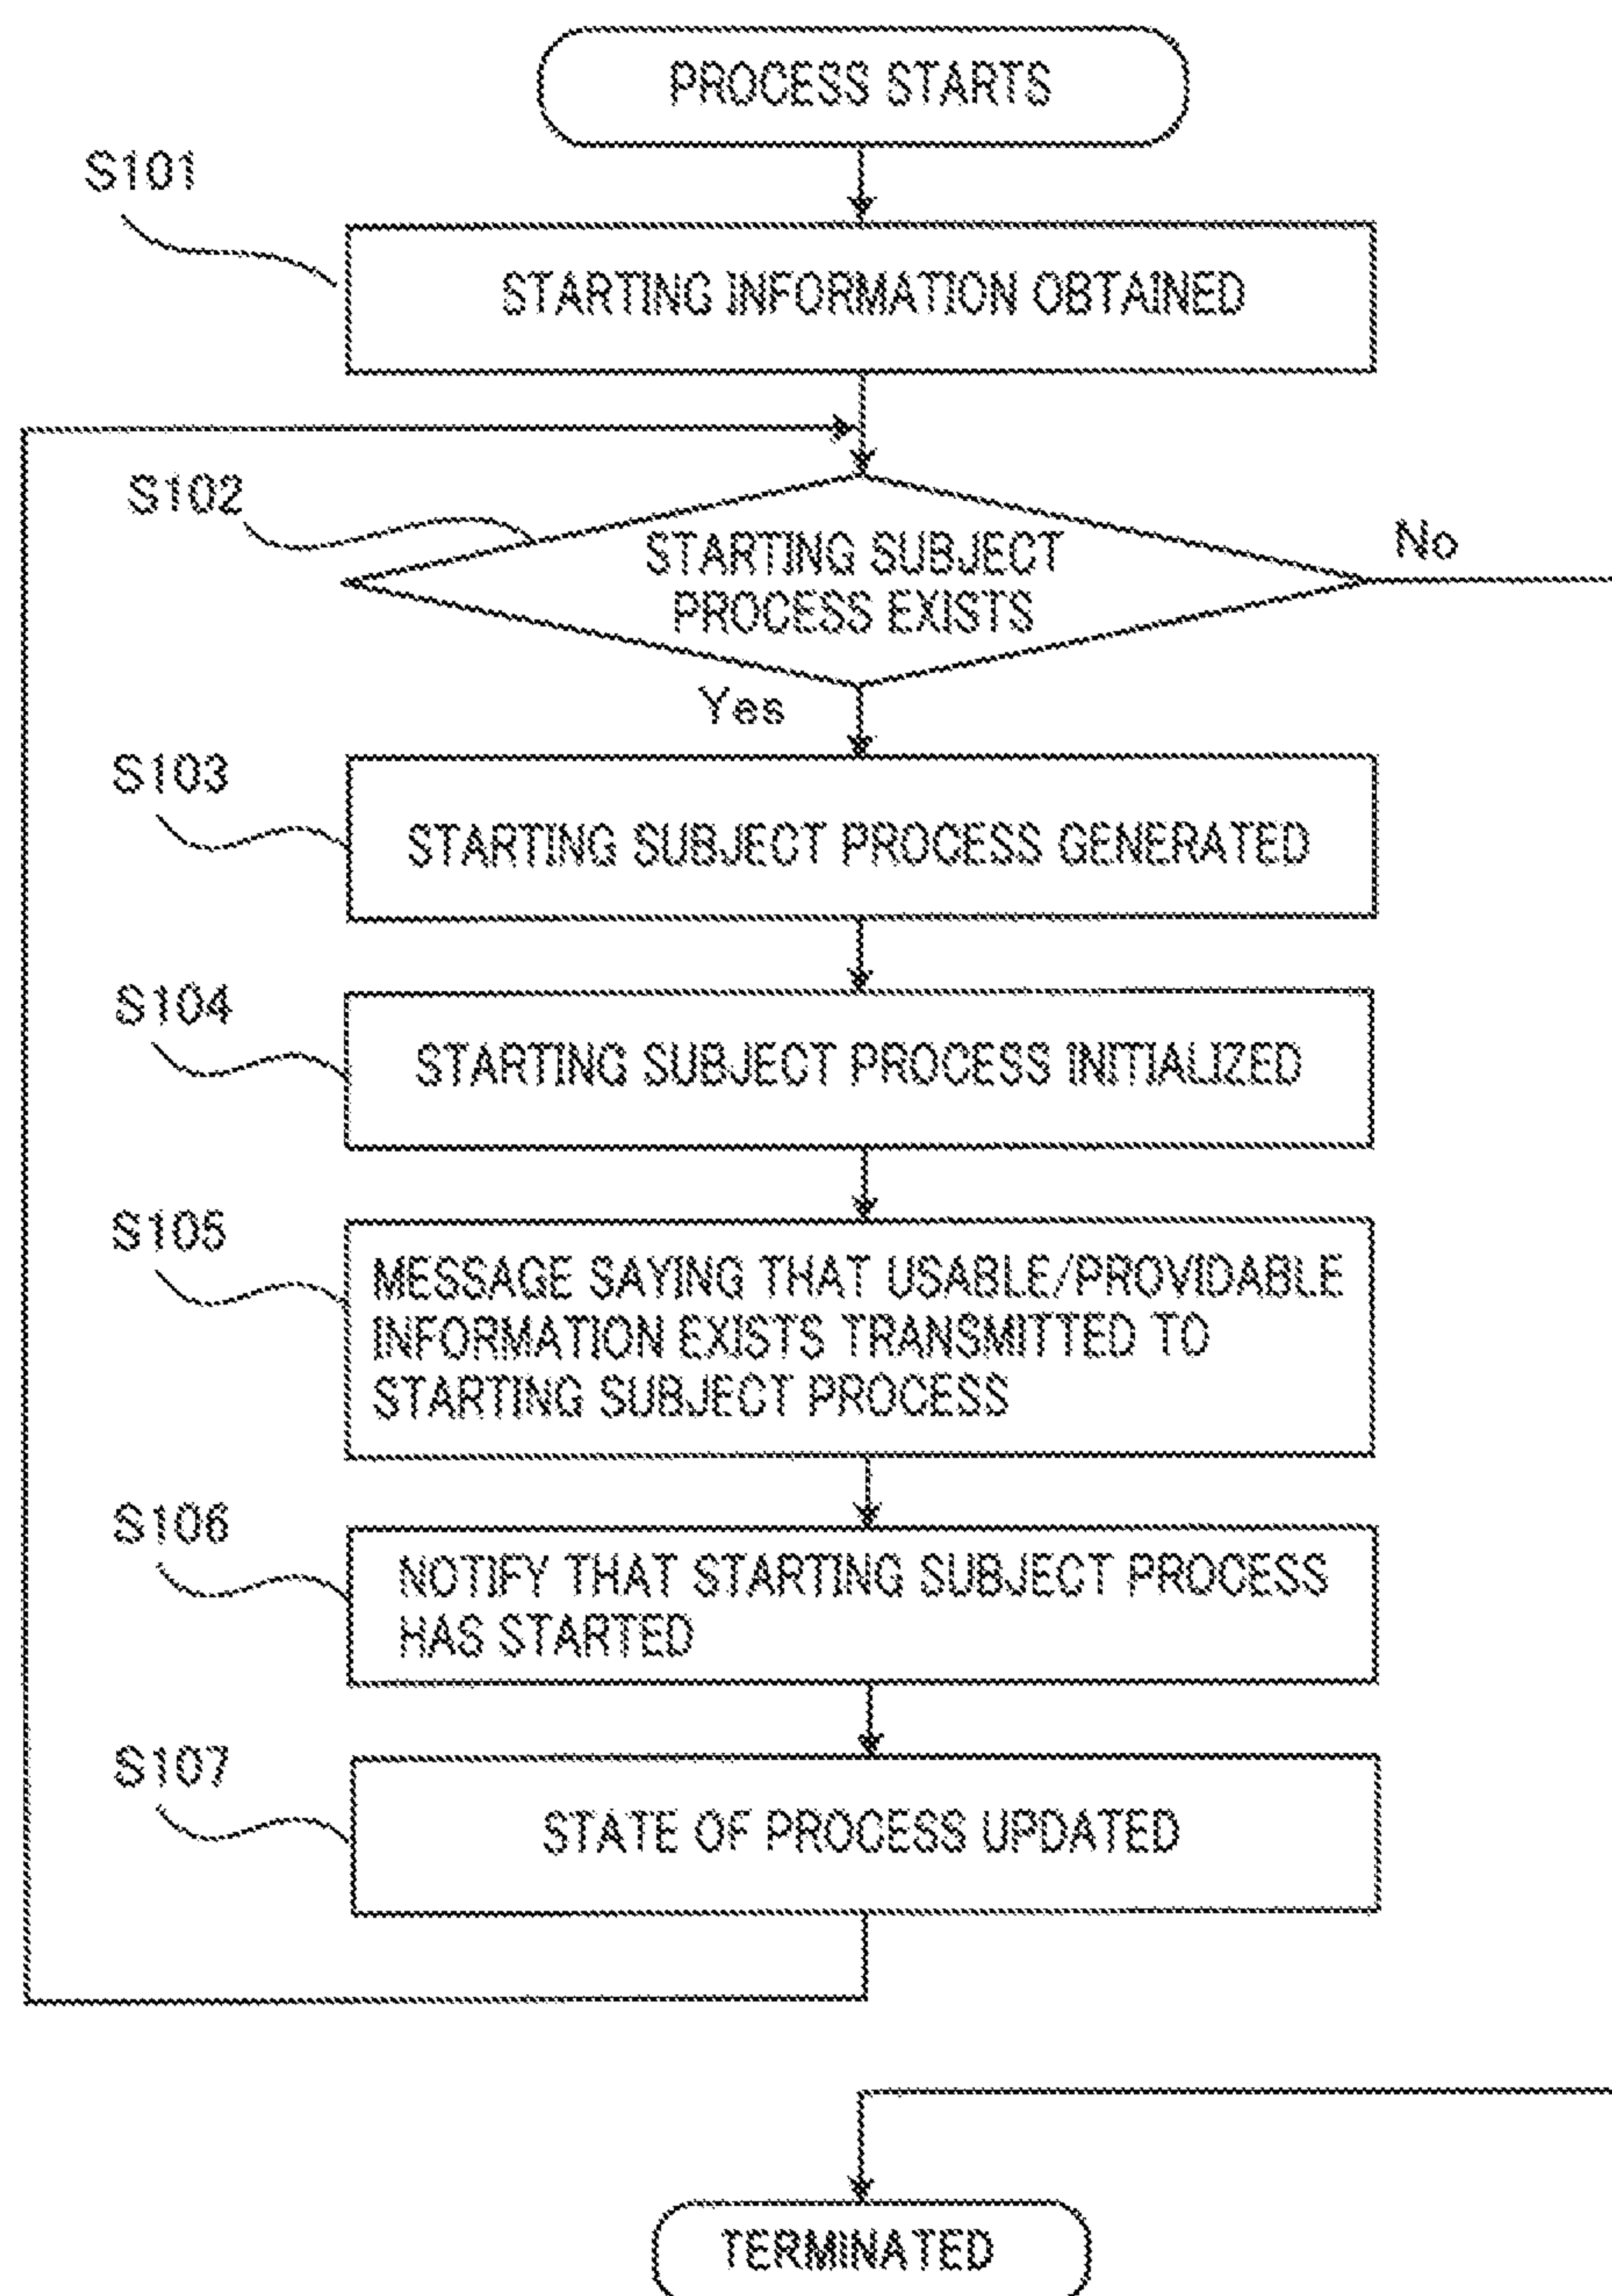 PROCESS STARTS
S101
STARTING INFORMATION OBTAINED
S102
STARTING SUBJECT
PROCESS EXISTS
No
Yes
S103
STARTING SUBJECT PROCESS GENERATED
S104
STARTING SUBJECT PROCESS INITIALIZED
S105
MESSAGE SAYING THAT USABLE/PROVIDABLE
INFORMATION EXISTS TRANSMITTED TO
STARTING SUBJECT PROCESS
S106
NOTIFY THAT STARTING SUBJECT PROCESS
HAS STARTED
S107
STATE OF PROCESS UPDATED
TERMINATED